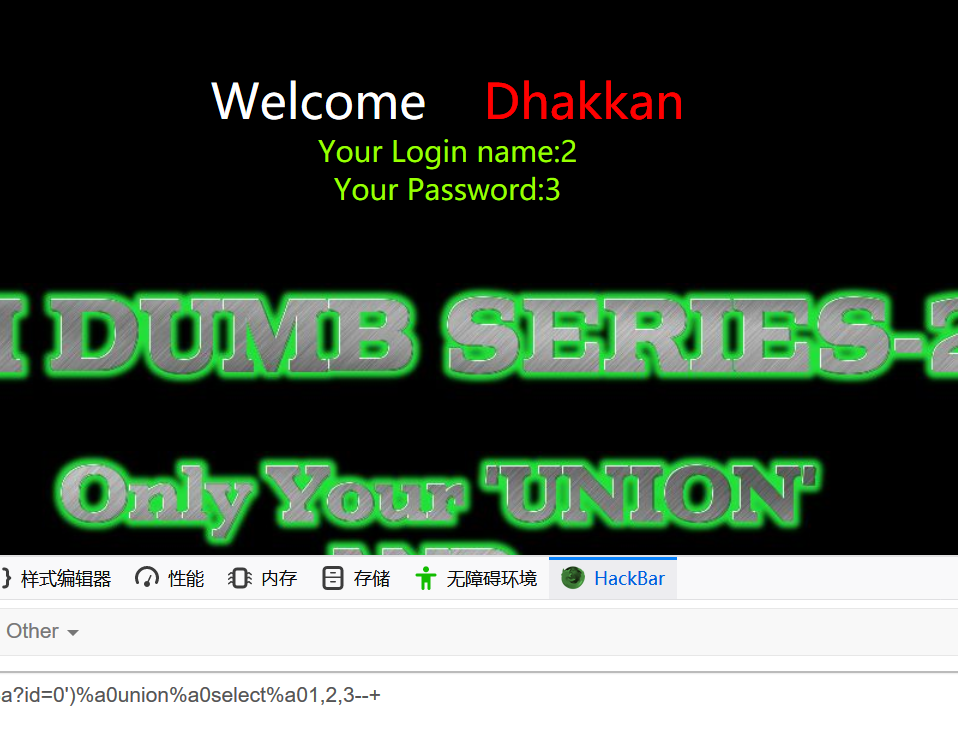 Welcome Dhakkan
Your Login name:2
Your Password:3
DUMB SERIES-2
Only Your 'UNION'
AND
样式编辑器 性能 内存 存储 无障碍环境 HackBar
Other
a?id=0')%a0union%a0select%a01,2,3--+